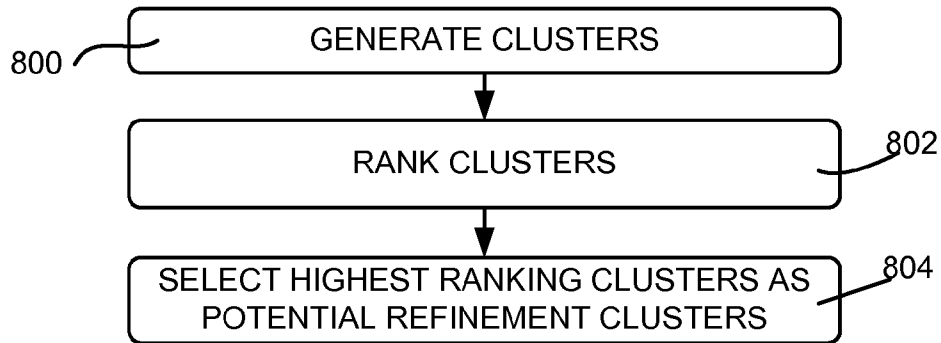 GENERATE CLUSTERS
800
RANK CLUSTERS
802
SELECT HIGHEST RANKING CLUSTERS AS
POTENTIAL REFINEMENT CLUSTERS
804